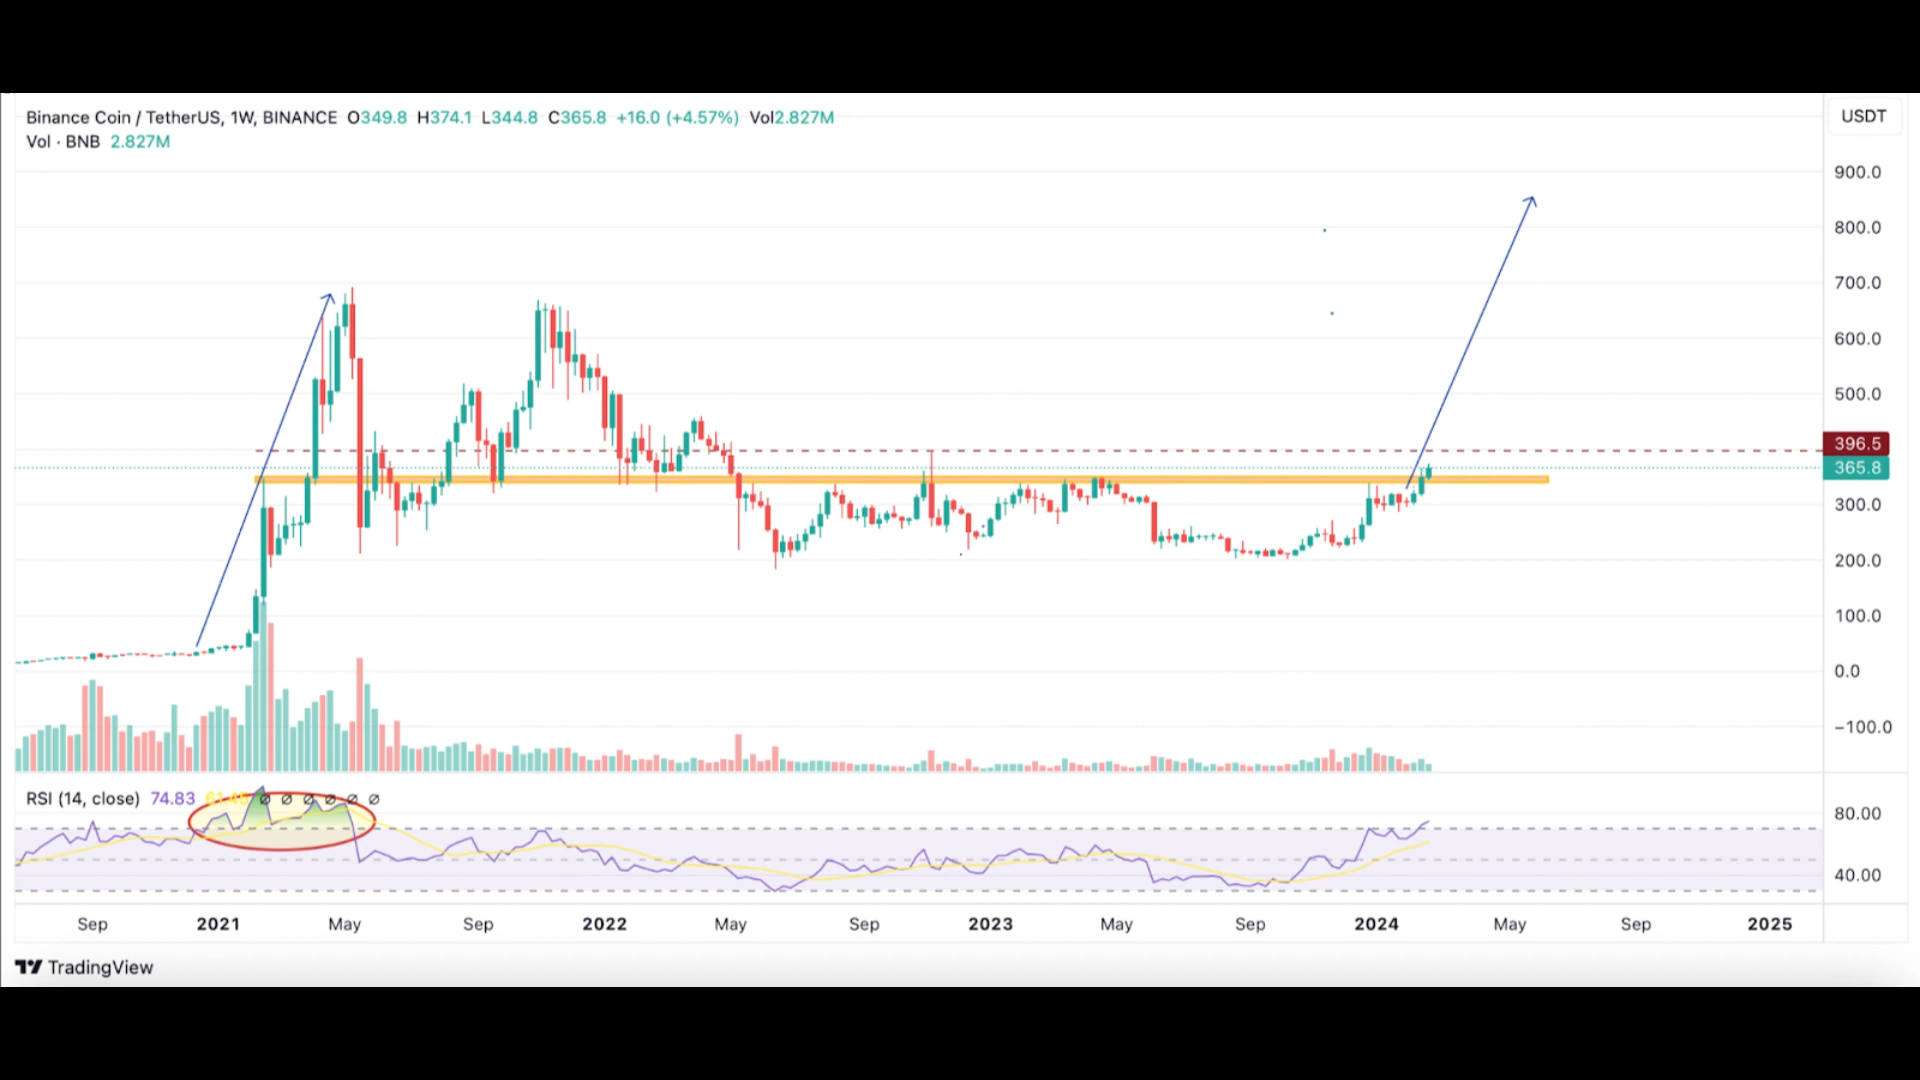 Binance Coin / TetherUS, 1W, BINANCE O349.8 H374.1 L344.8 C365.8 +16.0 (+4.57%) Vol2.827M
USDT
Vol · BNB 2.827M
900.0
800.0
700.0
600.0
500.0
396.5
365.8
300.0
200.0
100.0
0.0
−100.0
RSI (14, close) 74.83 61.45 ∅ ∅ ∅ ∅ ∅ ∅
80.00
40.00
Sep 2021 May Sep 2022 May Sep 2023 May Sep 2024 May Sep 2025
TradingView